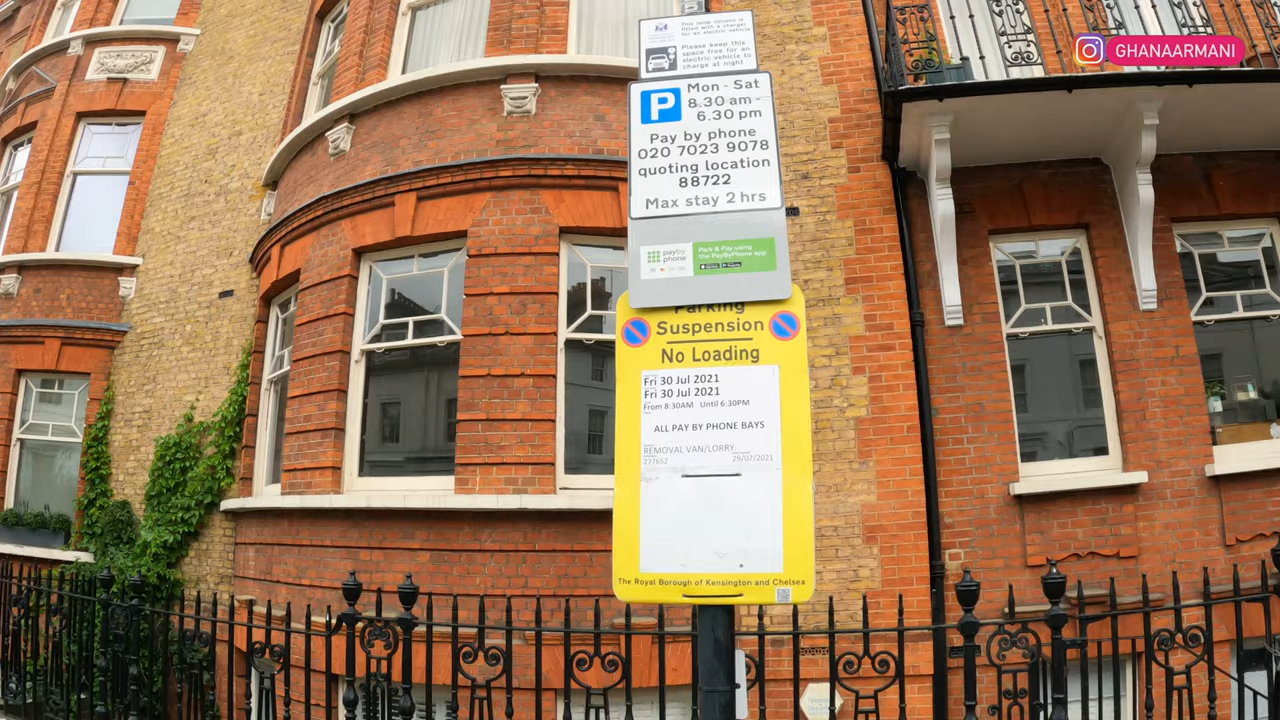 This lamp column is
fitted with a charger
for an electric vehicle
Please keep this
space free for an
electric vehicle to
charge at night
GHANAARMANI
P
Mon - Sat
8.30 am -
6.30 pm
Pay by phone
020 7023 9078
quoting location
88722
Max stay 2 hrs
payby
phone
Park & Pay using
the PayByPhone app
Parking
Suspension
No Loading
Fri 30 Jul 2021
Fri 30 Jul 2021
From 8:30AM Until 6:30PM
ALL PAY BY PHONE BAYS
REMOVAL VAN/LORRY
277652 29/07/2021
The Royal Borough of Kensington and Chelsea